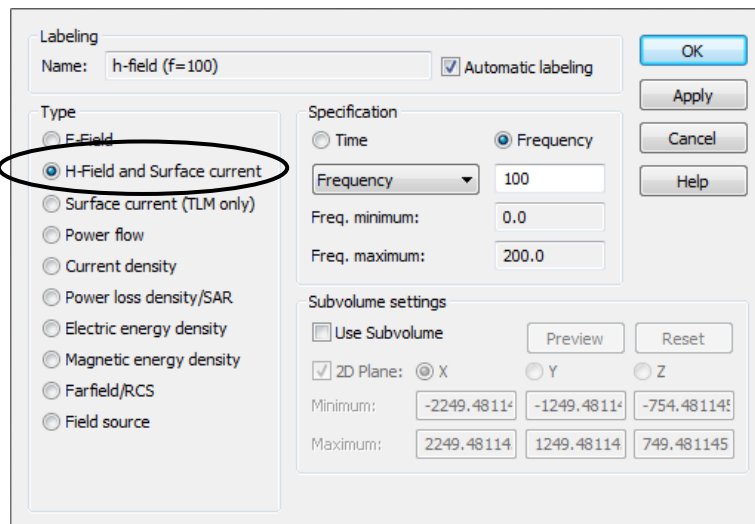 Labeling
Name: h-field (f=100)
Automatic labeling
OK
Apply
Cancel
Help
Type
E-Field
H-Field and Surface current
Surface current (TLM only)
Power flow
Current density
Power loss density/SAR
Electric energy density
Magnetic energy density
Farfield/RCS
Field source
Specification
Time
Frequency
Frequency 100
Freq. minimum: 0.0
Freq. maximum: 200.0
Subvolume settings
Use Subvolume
Preview
Reset
2D Plane: X Y Z
Minimum: -2249.4811 -1249.4811 -754.481145
Maximum: 2249.48114 1249.48114 749.481145